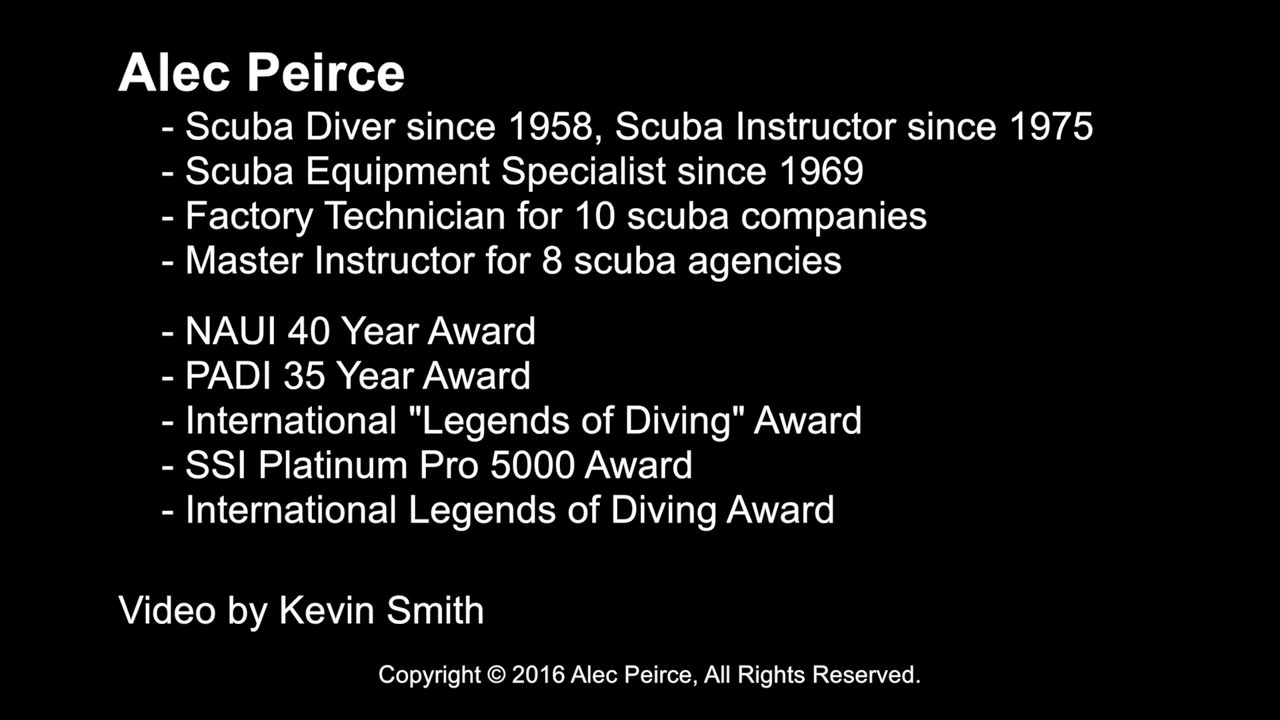 Alec Peirce
- Scuba Diver since 1958, Scuba Instructor since 1975
- Scuba Equipment Specialist since 1969
- Factory Technician for 10 scuba companies
- Master Instructor for 8 scuba agencies
- NAUI 40 Year Award
- PADI 35 Year Award
- International "Legends of Diving" Award
- SSI Platinum Pro 5000 Award
- International Legends of Diving Award
Video by Kevin Smith
Copyright © 2016 Alec Peirce, All Rights Reserved.